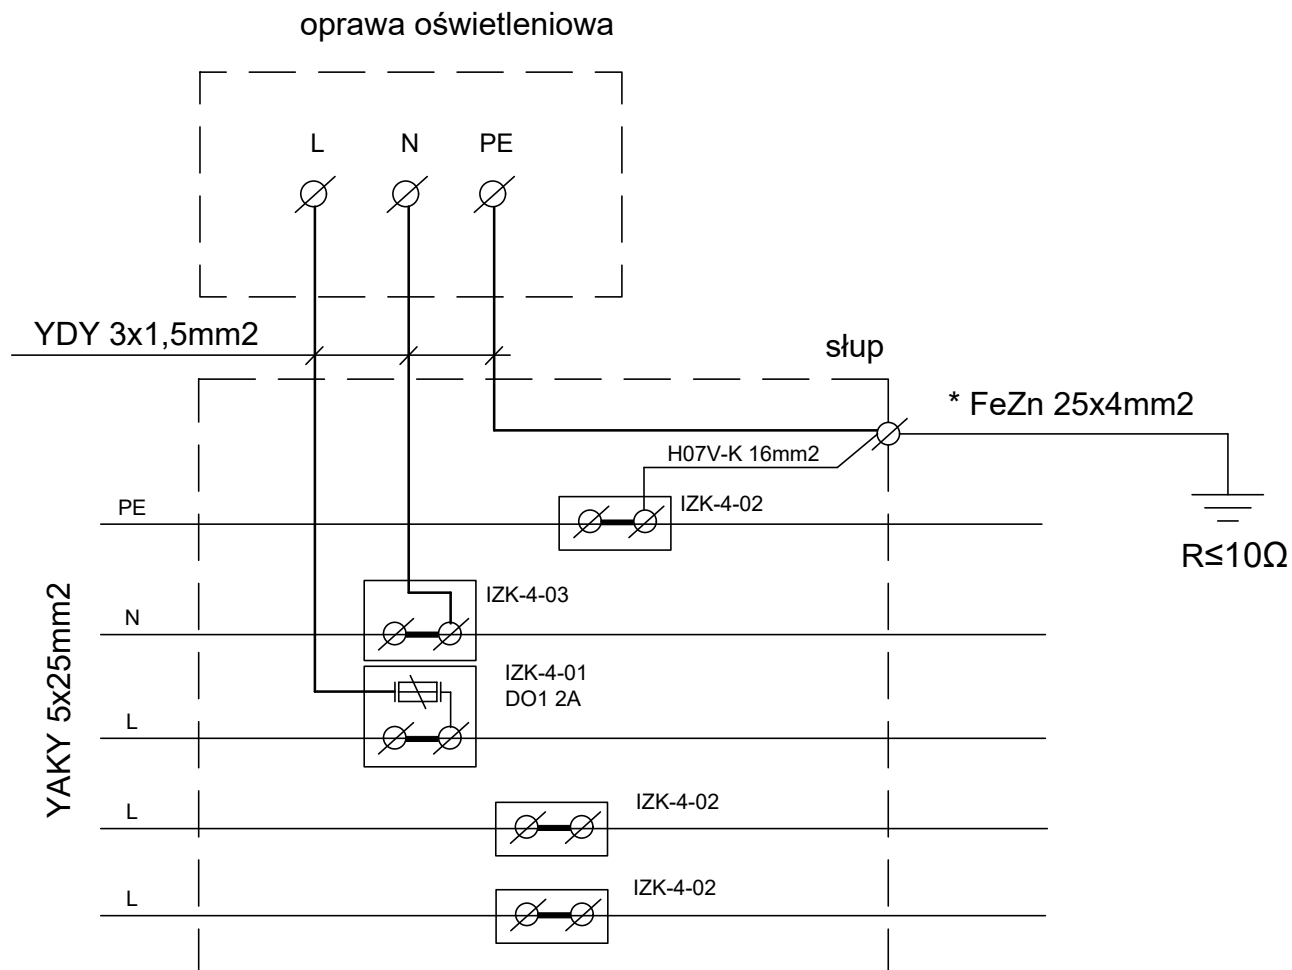 oprawa oświetleniowa
L N PE
YDY 3x1,5mm2
słup
* FeZn 25x4mm2
H07V-K 16mm2
PE
IZK-4-02
R≤10Ω
YAKY 5x25mm2
N
IZK-4-03
IZK-4-01
DO1 2A
L
L
IZK-4-02
L
IZK-4-02